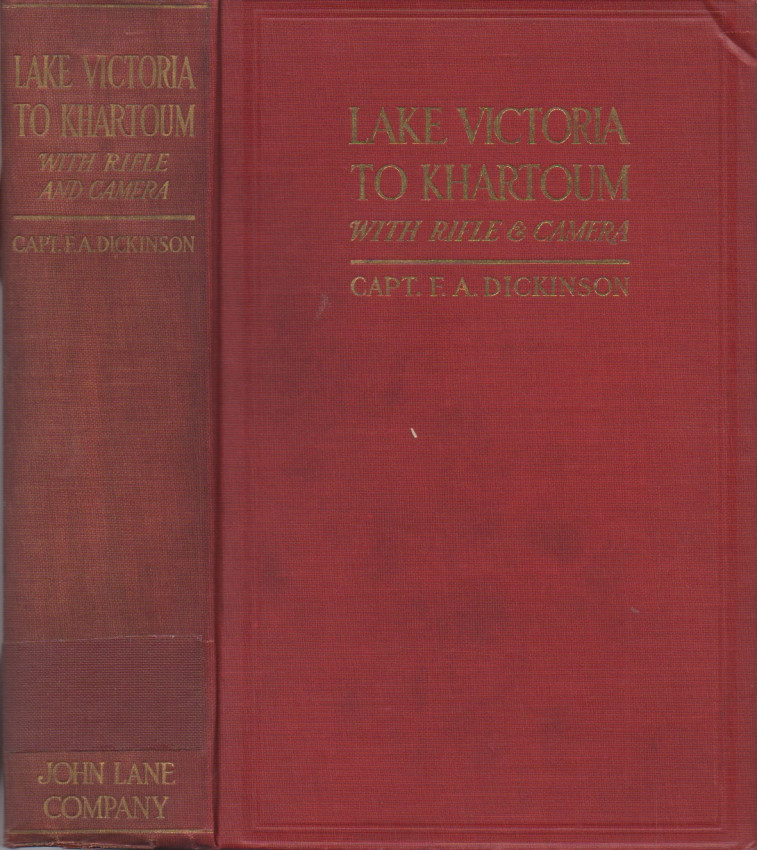 LAKE VICTORIA
TO KHARTOUM
WITH RIFLE
AND CAMERA
CAPT. F. A. DICKINSON
JOHN LANE
COMPANY
LAKE VICTORIA
TO KHARTOUM
WITH RIFLE & CAMERA
CAPT. F. A. DICKINSON